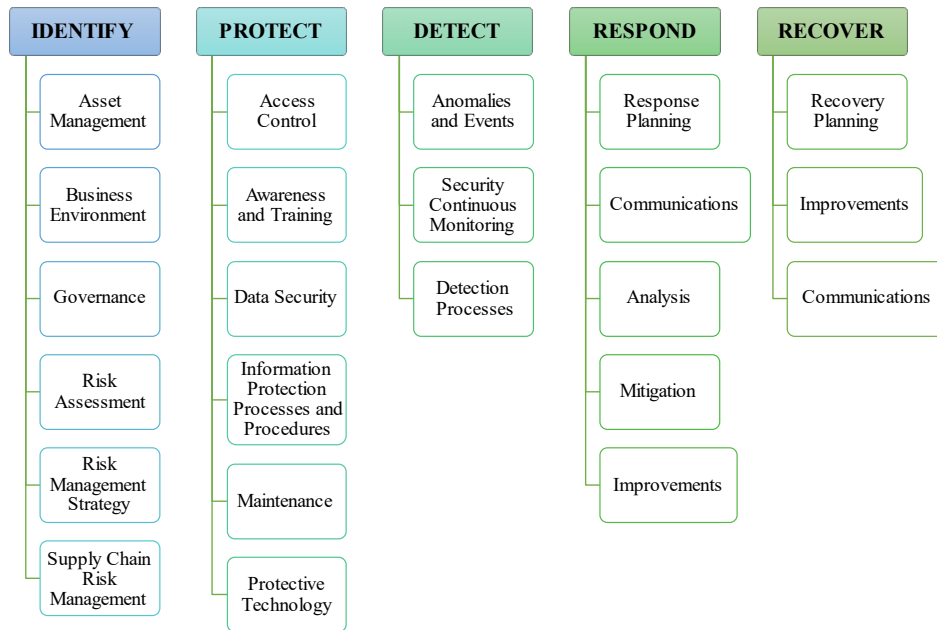 IDENTIFY
Asset
Management
Business
Environment
Governance
Risk
Assessment
Risk
Management
Strategy
Supply Chain
Risk
Management
PROTECT
Access
Control
Awareness
and Training
Data Security
Information
Protection
Processes and
Procedures
Maintenance
Protective
Technology
DETECT
Anomalies
and Events
Security
Continuous
Monitoring
Detection
Processes
RESPOND
Response
Planning
Communications
Analysis
Mitigation
Improvements
RECOVER
Recovery
Planning
Improvements
Communications